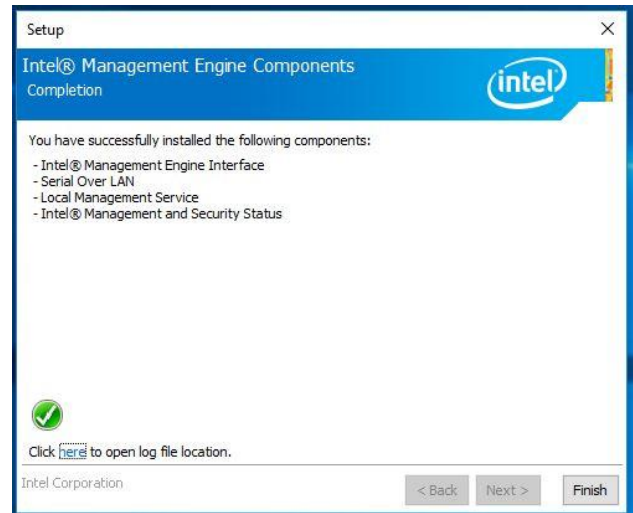 Setup
Intel® Management Engine Components
Completion
intel
You have successfully installed the following components:
- Intel® Management Engine Interface
- Serial Over LAN
- Local Management Service
- Intel® Management and Security Status
Click here to open log file location.
Intel Corporation
< Back Next > Finish